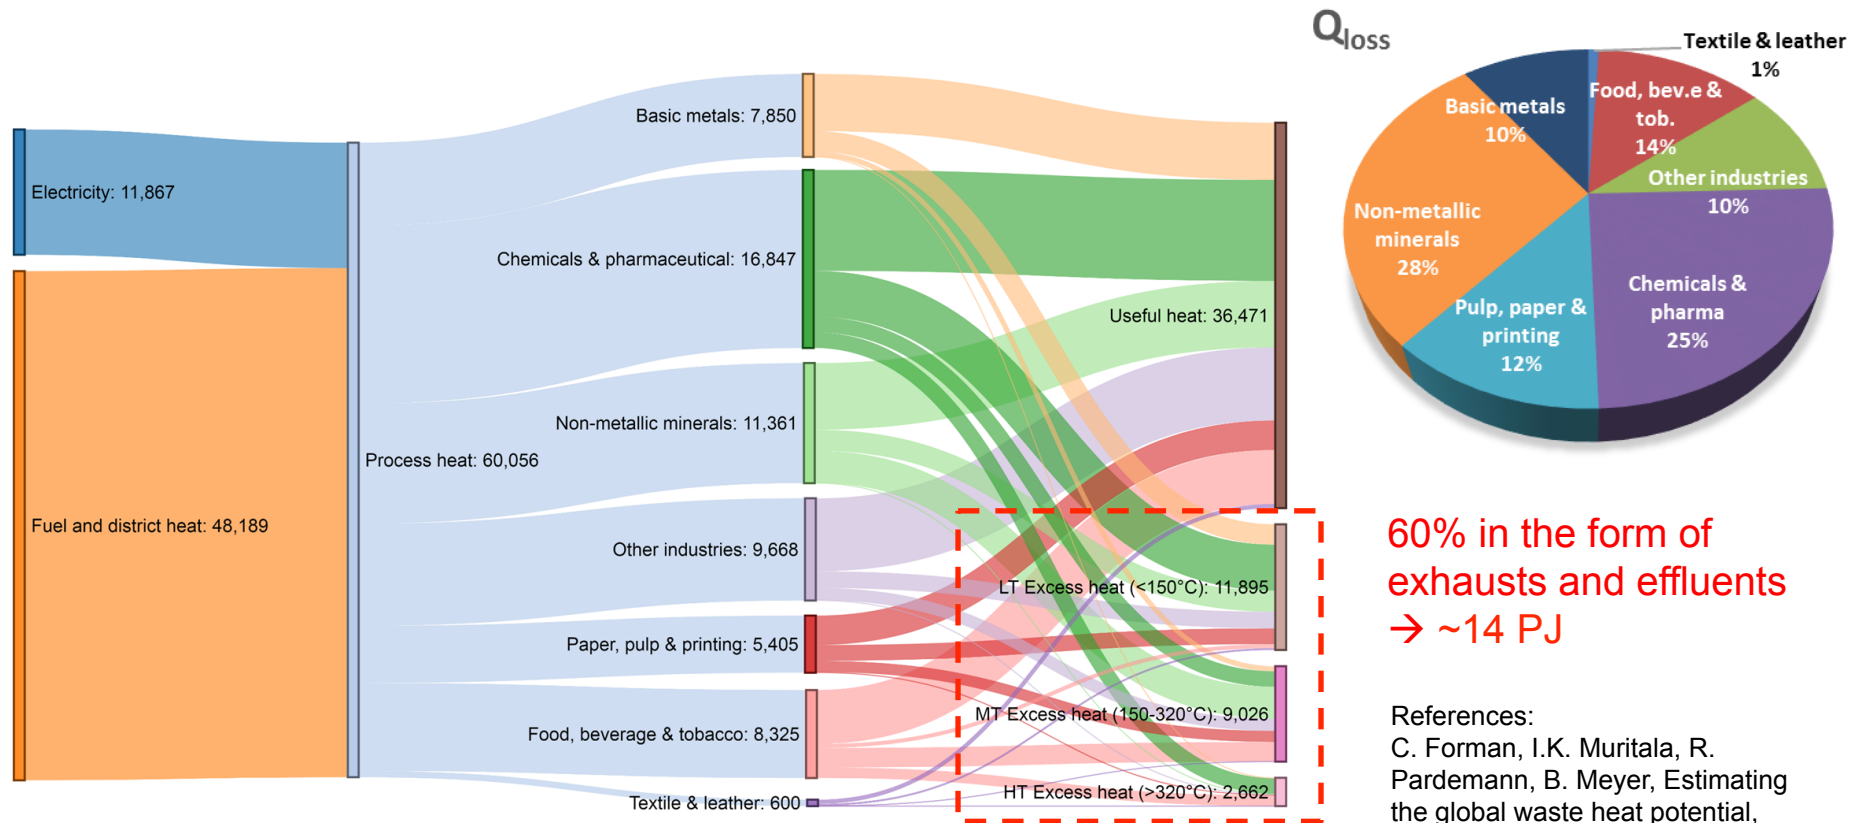 Electricity: 11,867
Fuel and district heat: 48,189
Process heat: 60,056
Basic metals: 7,850
Chemicals & pharmaceutical: 16,847
Non-metallic minerals: 11,361
Other industries: 9,668
Paper, pulp & printing: 5,405
Food, beverage & tobacco: 8,325
Textile & leather: 600
Useful heat: 36,471
LT Excess heat (<150°C): 11,895
MT Excess heat (150-320°C): 9,026
HT Excess heat (>320°C): 2,662
Qloss
Textile & leather
1%
Food, bev.e &
tob.
14%
Other industries
10%
Chemicals &
pharma
25%
Pulp, paper &
printing
12%
Non-metallic
minerals
28%
Basic metals
10%
60% in the form of
exhausts and effluents
→ ~14 PJ
References:
C. Forman, I.K. Muritala, R.
Pardemann, B. Meyer, Estimating
the global waste heat potential,